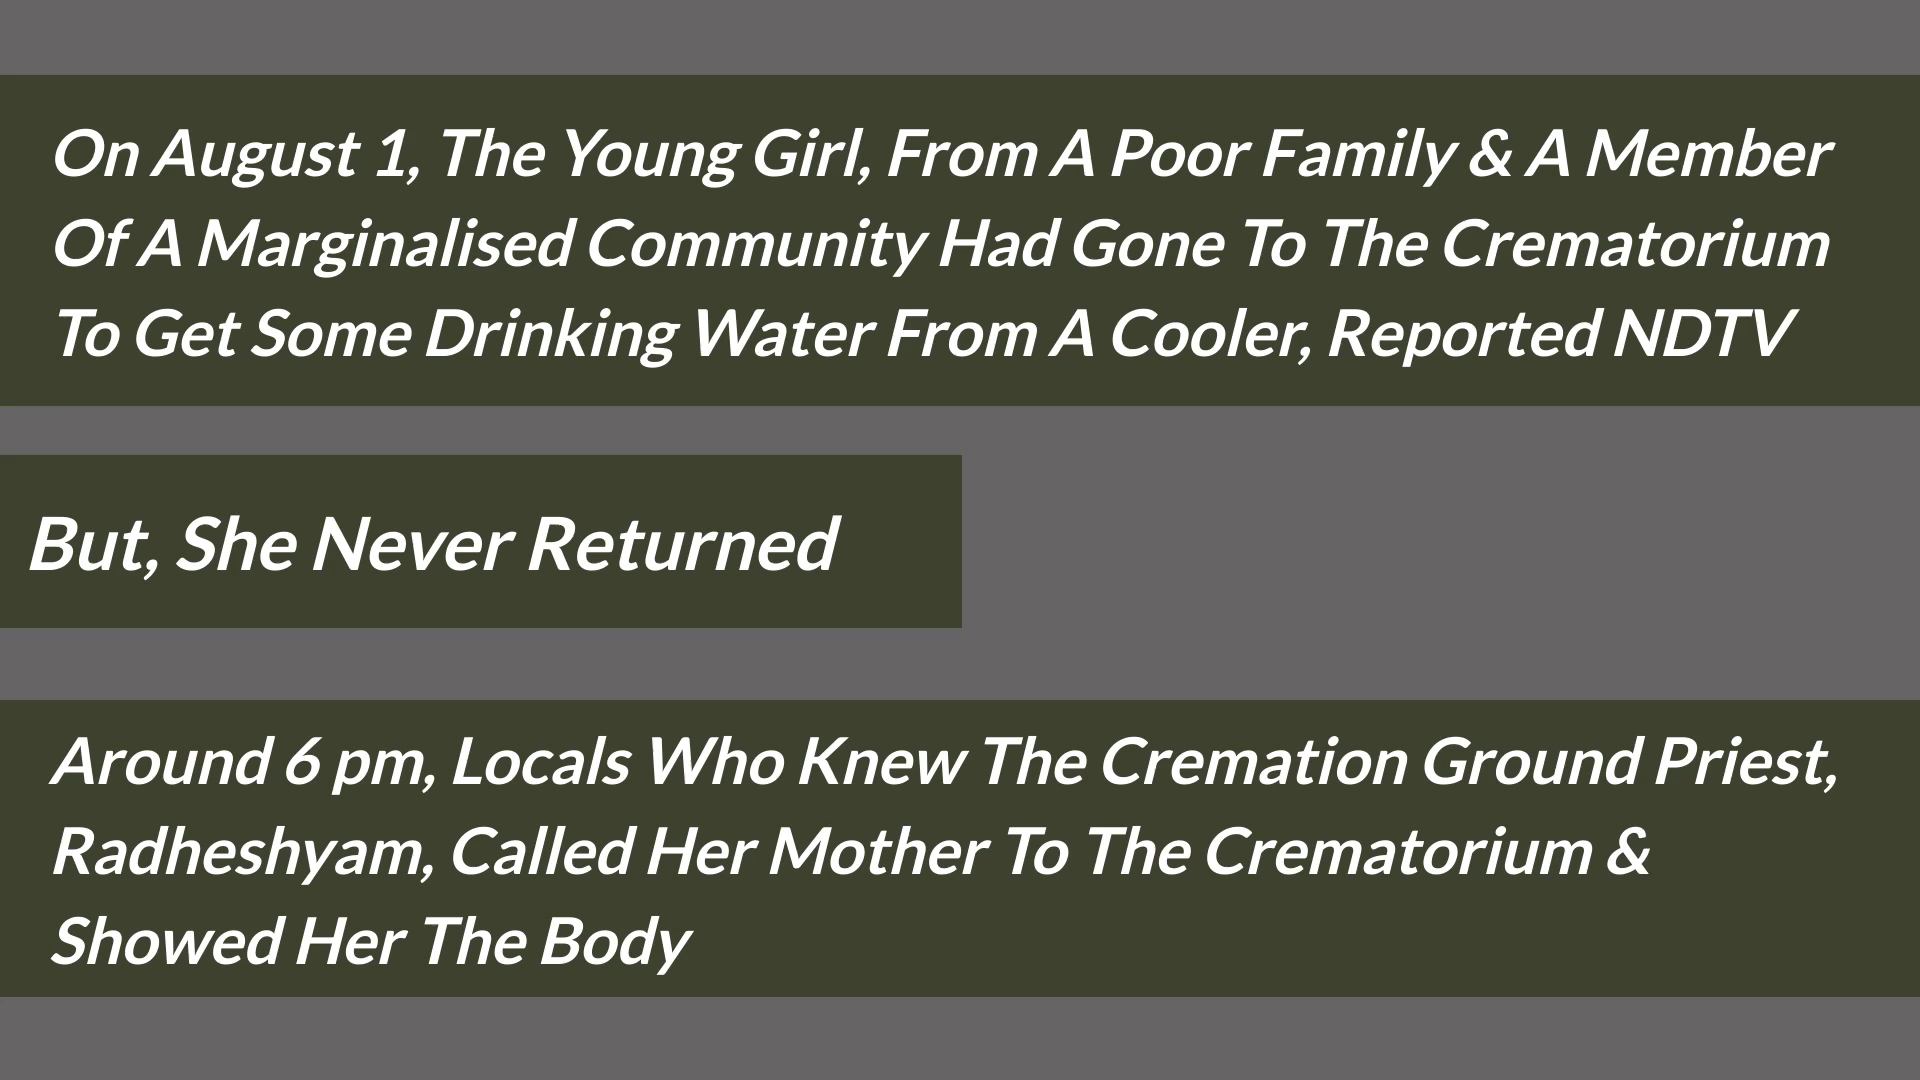 On August 1, The Young Girl, From A Poor Family & A Member
Of A Marginalised Community Had Gone To The Crematorium
To Get Some Drinking Water From A Cooler, Reported NDTV
But, She Never Returned
Around 6 pm, Locals Who Knew The Cremation Ground Priest,
Radheshyam, Called Her Mother To The Crematorium &
Showed Her The Body